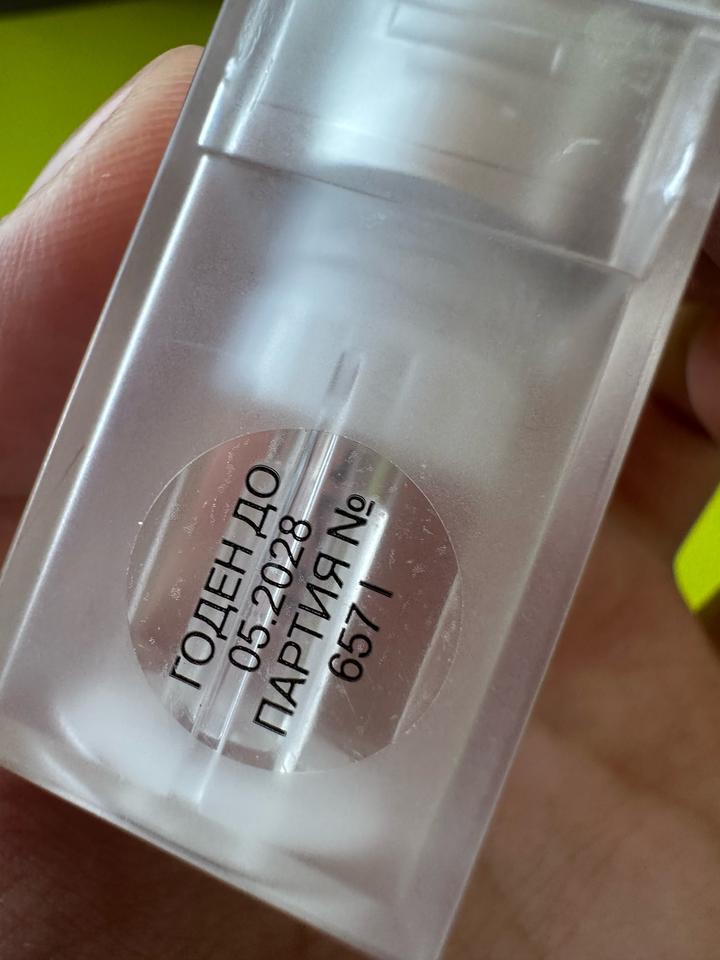 ГОДЕН ДО
05.2028
ПАРТИЯ №
657 I